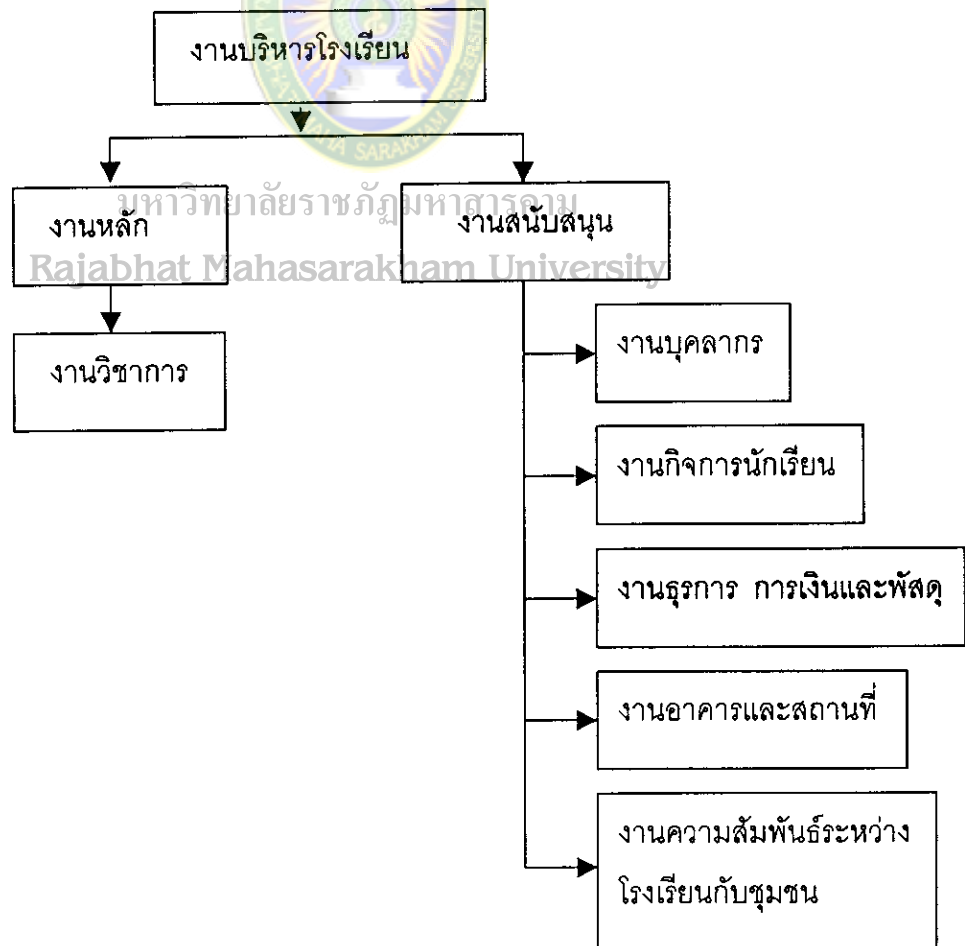 งานบริหารโรงเรียน
มหาวิทยาลัยราชภัฏมหาสารคาม
Rajabhat Mahasarakham University
งานหลัก
งานสนับสนุน
งานวิชาการ
งานบุคลากร
งานกิจการนักเรียน
งานธุรการ การเงินและพัสดุ
งานอาคารและสถานที่
งานความสัมพันธ์ระหว่าง
โรงเรียนกับชุมชน